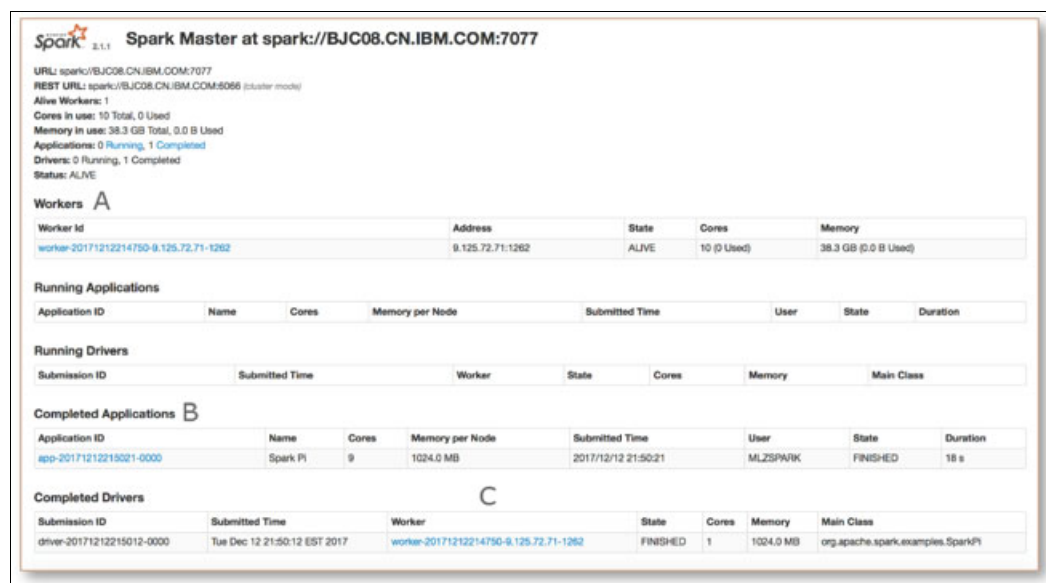 APACHE Spark 2.1.1 Spark Master at spark://BJC08.CN.IBM.COM:7077
URL: spark://BJC08.CN.IBM.COM:7077
REST URL: spark://BJC08.CN.IBM.COM:6066 (cluster mode)
Alive Workers: 1
Cores in use: 10 Total, 0 Used
Memory in use: 38.3 GB Total, 0.0 B Used
Applications: 0 Running, 1 Completed
Drivers: 0 Running, 1 Completed
Status: ALIVE
Workers A
Worker Id Address State Cores Memory
worker-20171212214750-9.125.72.71-1262 9.125.72.71:1262 ALIVE 10 (0 Used) 38.3 GB (0.0 B Used)
Running Applications
Application ID Name Cores Memory per Node Submitted Time User State Duration
Running Drivers
Submission ID Submitted Time Worker State Cores Memory Main Class
Completed Applications B
Application ID Name Cores Memory per Node Submitted Time User State Duration
app-20171212215021-0000 Spark Pi 9 1024.0 MB 2017/12/12 21:50:21 MLZSPARK FINISHED 18 s
Completed Drivers C
Submission ID Submitted Time Worker State Cores Memory Main Class
driver-20171212215012-0000 Tue Dec 12 21:50:12 EST 2017 worker-20171212214750-9.125.72.71-1262 FINISHED 1 1024.0 MB org.apache.spark.examples.SparkPi